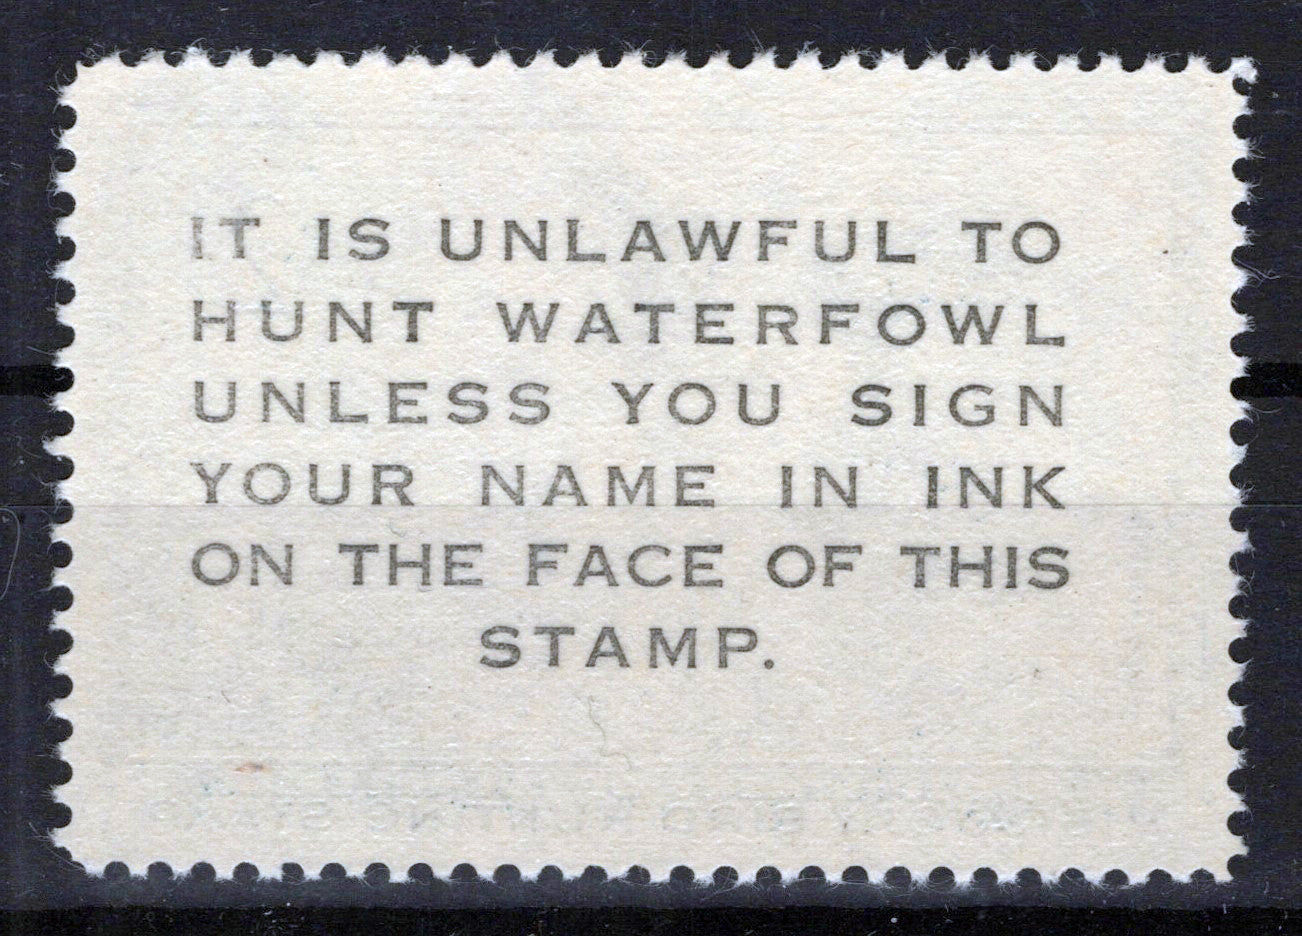 IT IS UNLAWFUL TO
HUNT WATERFOWL
UNLESS YOU SIGN
YOUR NAME IN INK
ON THE FACE OF THIS
STAMP.